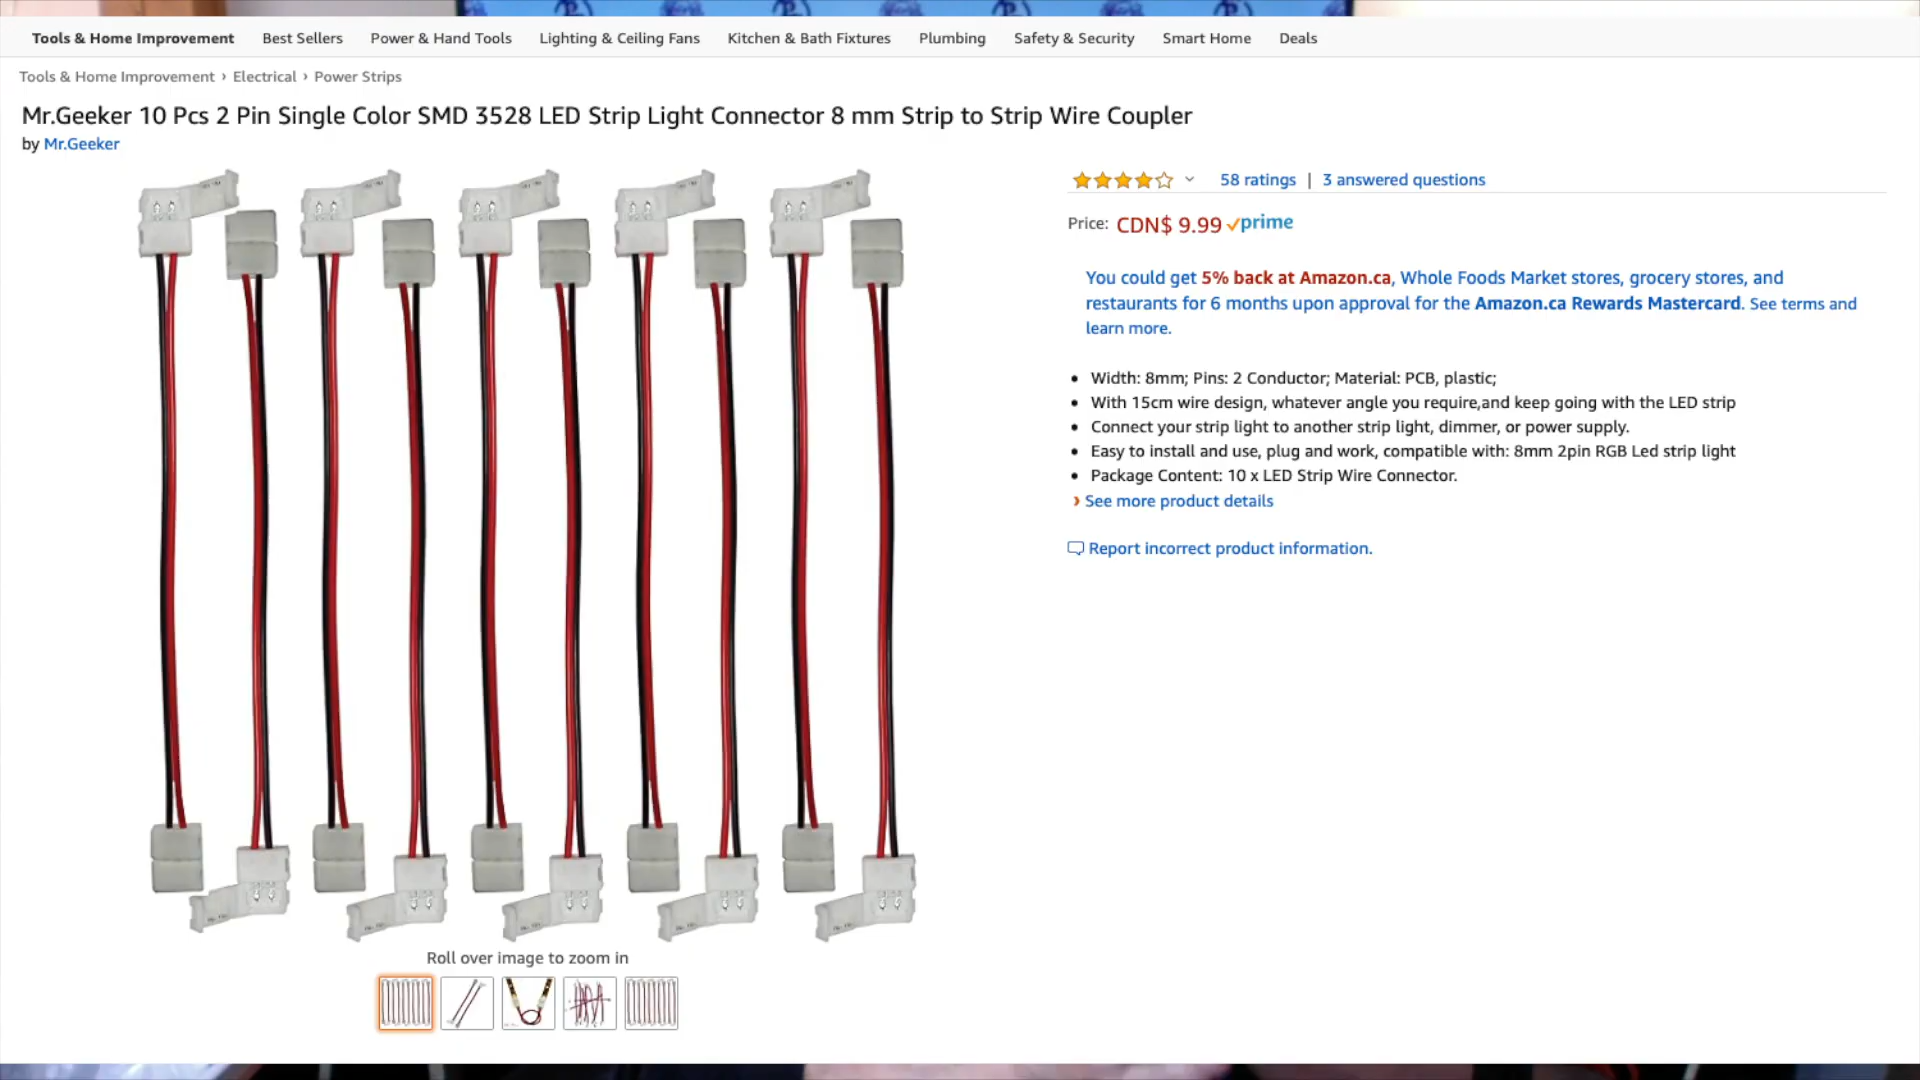 Tools & Home Improvement Best Sellers Power & Hand Tools Lighting & Ceiling Fans Kitchen & Bath Fixtures Plumbing Safety & Security Smart Home Deals
Tools & Home Improvement › Electrical › Power Strips
Mr.Geeker 10 Pcs 2 Pin Single Color SMD 3528 LED Strip Light Connector 8 mm Strip to Strip Wire Coupler
by Mr.Geeker
58 ratings | 3 answered questions
Price: CDN$ 9.99 prime
You could get 5% back at Amazon.ca, Whole Foods Market stores, grocery stores, and
restaurants for 6 months upon approval for the Amazon.ca Rewards Mastercard. See terms and
learn more.
• Width: 8mm; Pins: 2 Conductor; Material: PCB, plastic;
• With 15cm wire design, whatever angle you require,and keep going with the LED strip
• Connect your strip light to another strip light, dimmer, or power supply.
• Easy to install and use, plug and work, compatible with: 8mm 2pin RGB Led strip light
• Package Content: 10 x LED Strip Wire Connector.
› See more product details
Report incorrect product information.
Roll over image to zoom in